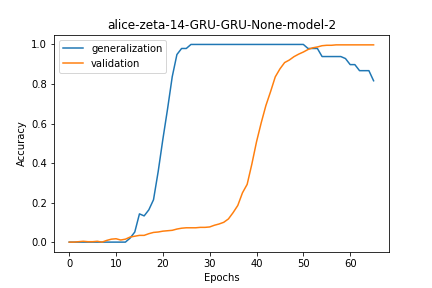 alice-zeta-14-GRU-GRU-None-model-2
generalization
validation
Accuracy
1.0
0.8
0.6
0.4
0.2
0.0
0 10 20 30 40 50 60
Epochs